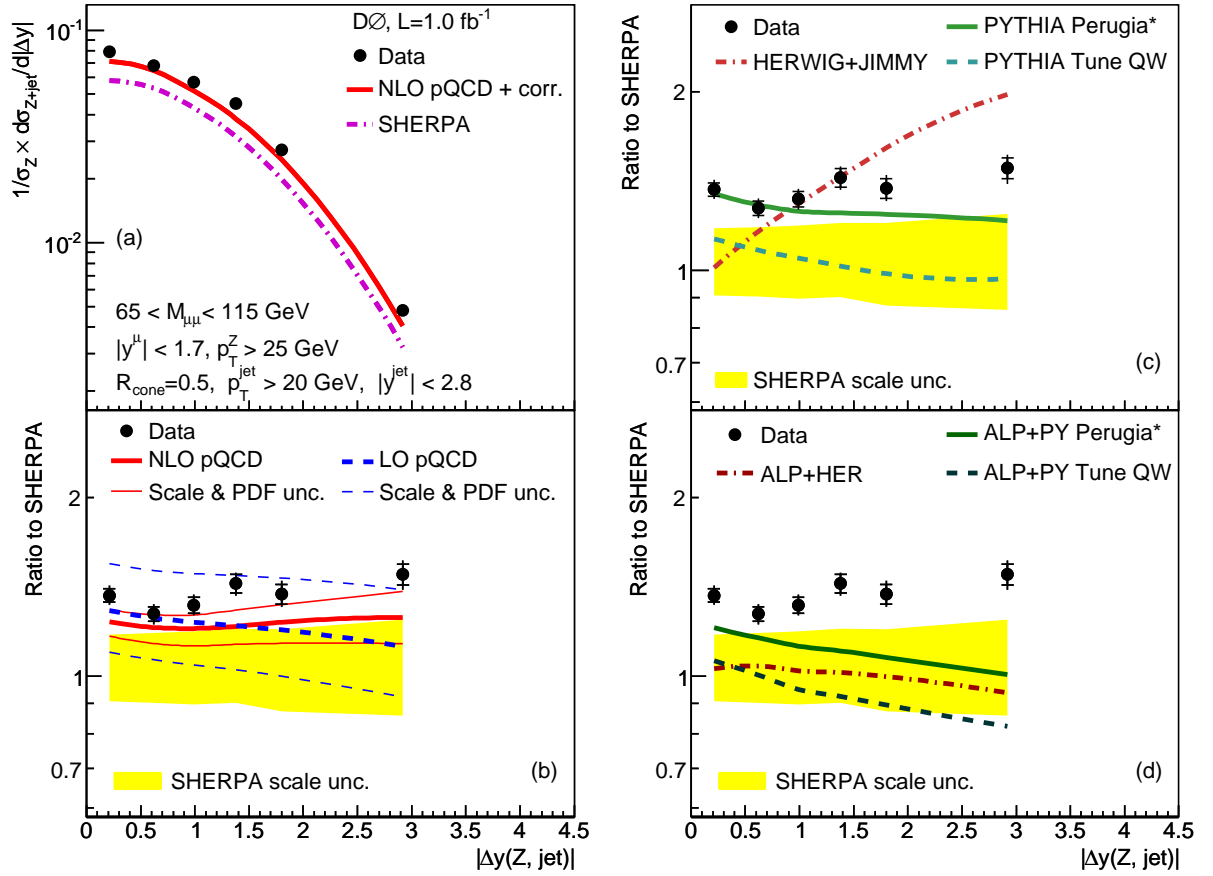 1/σ_Z × dσ_{Z+jet}/d|Δy|
10^{-1}
10^{-2}
DØ, L=1.0 fb^{-1}
Data
NLO pQCD + corr.
SHERPA
(a)
65 < M_{μμ} < 115 GeV
|y^μ| < 1.7, p_T^Z > 25 GeV
R_{cone}=0.5, p_T^{jet} > 20 GeV, |y^{jet}| < 2.8
Ratio to SHERPA
2
1
0.7
Data
PYTHIA Perugia*
HERWIG+JIMMY
PYTHIA Tune QW
(c)
SHERPA scale unc.
Ratio to SHERPA
2
1
0.7
Data
NLO pQCD
LO pQCD
Scale & PDF unc.
Scale & PDF unc.
SHERPA scale unc.
(b)
0 0.5 1 1.5 2 2.5 3 3.5 4 4.5
|Δy(Z, jet)|
Ratio to SHERPA
2
1
0.7
Data
ALP+PY Perugia*
ALP+HER
ALP+PY Tune QW
SHERPA scale unc.
(d)
0 0.5 1 1.5 2 2.5 3 3.5 4 4.5
|Δy(Z, jet)|